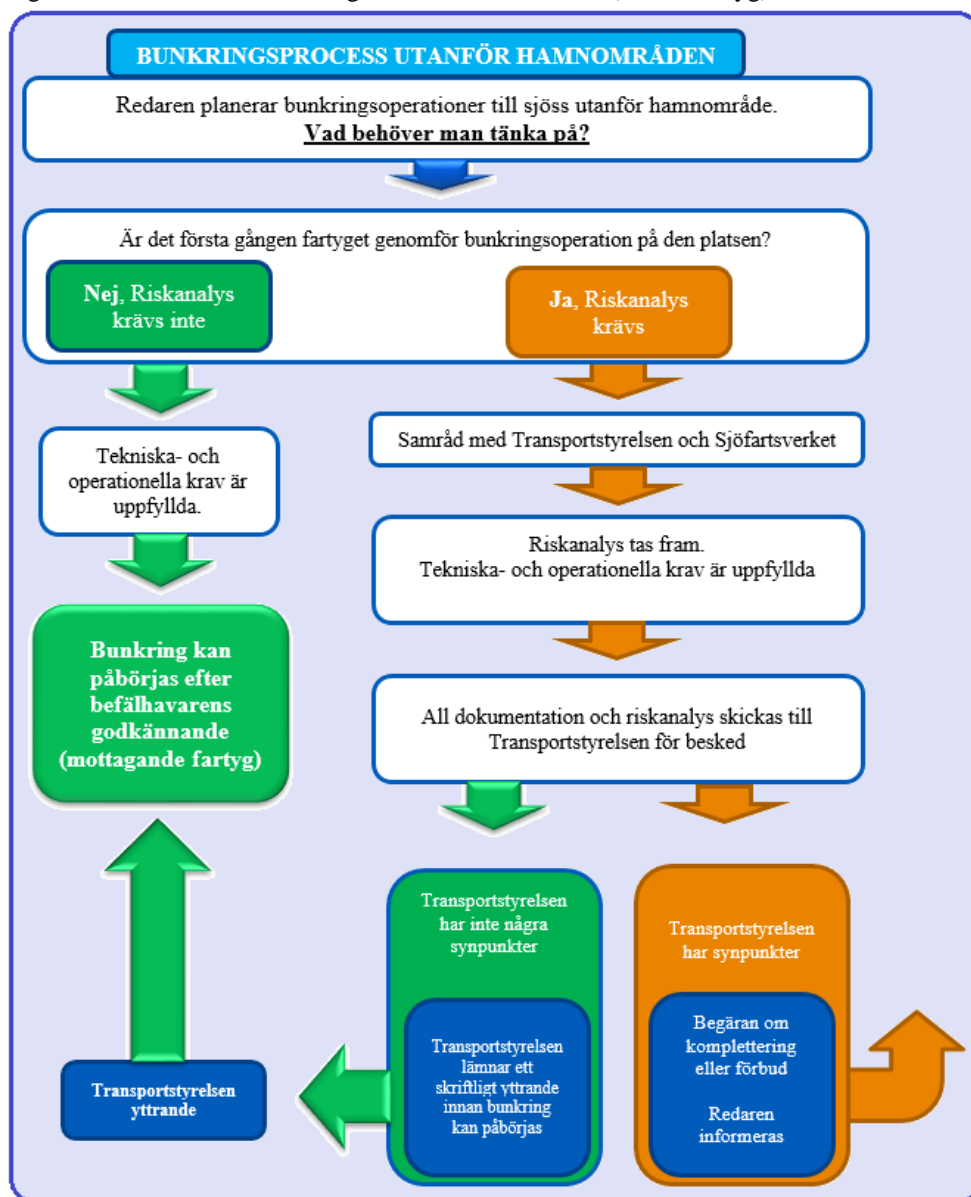 BUNKRINGSPROCESS UTANFÖR HAMNOMRÅDEN
Redaren planerar bunkringsoperationer till sjöss utanför hamnområde.
Vad behöver man tänka på?
Är det första gången fartyget genomför bunkringsoperation på den platsen?
Nej, Riskanalys
krävs inte
Ja, Riskanalys
krävs
Tekniska- och
operationella krav är
uppfyllda.
Bunkring kan
påbörjas efter
befälhavarens
godkännande
(mottagande fartyg)
Samråd med Transportstyrelsen och Sjöfartsverket
Riskanalys tas fram.
Tekniska- och operationella krav är uppfyllda
All dokumentation och riskanalys skickas till
Transportstyrelsen för besked
Transportstyrelsen
har inte några
synpunkter
Transportstyrelsen
lämnar ett
skriftligt yttrande
innan bunkring
kan påbörjas
Transportstyrelsen
har synpunkter
Begäran om
komplettering
eller förbud
Redaren
informeras
Transportstyrelsen
yttrande